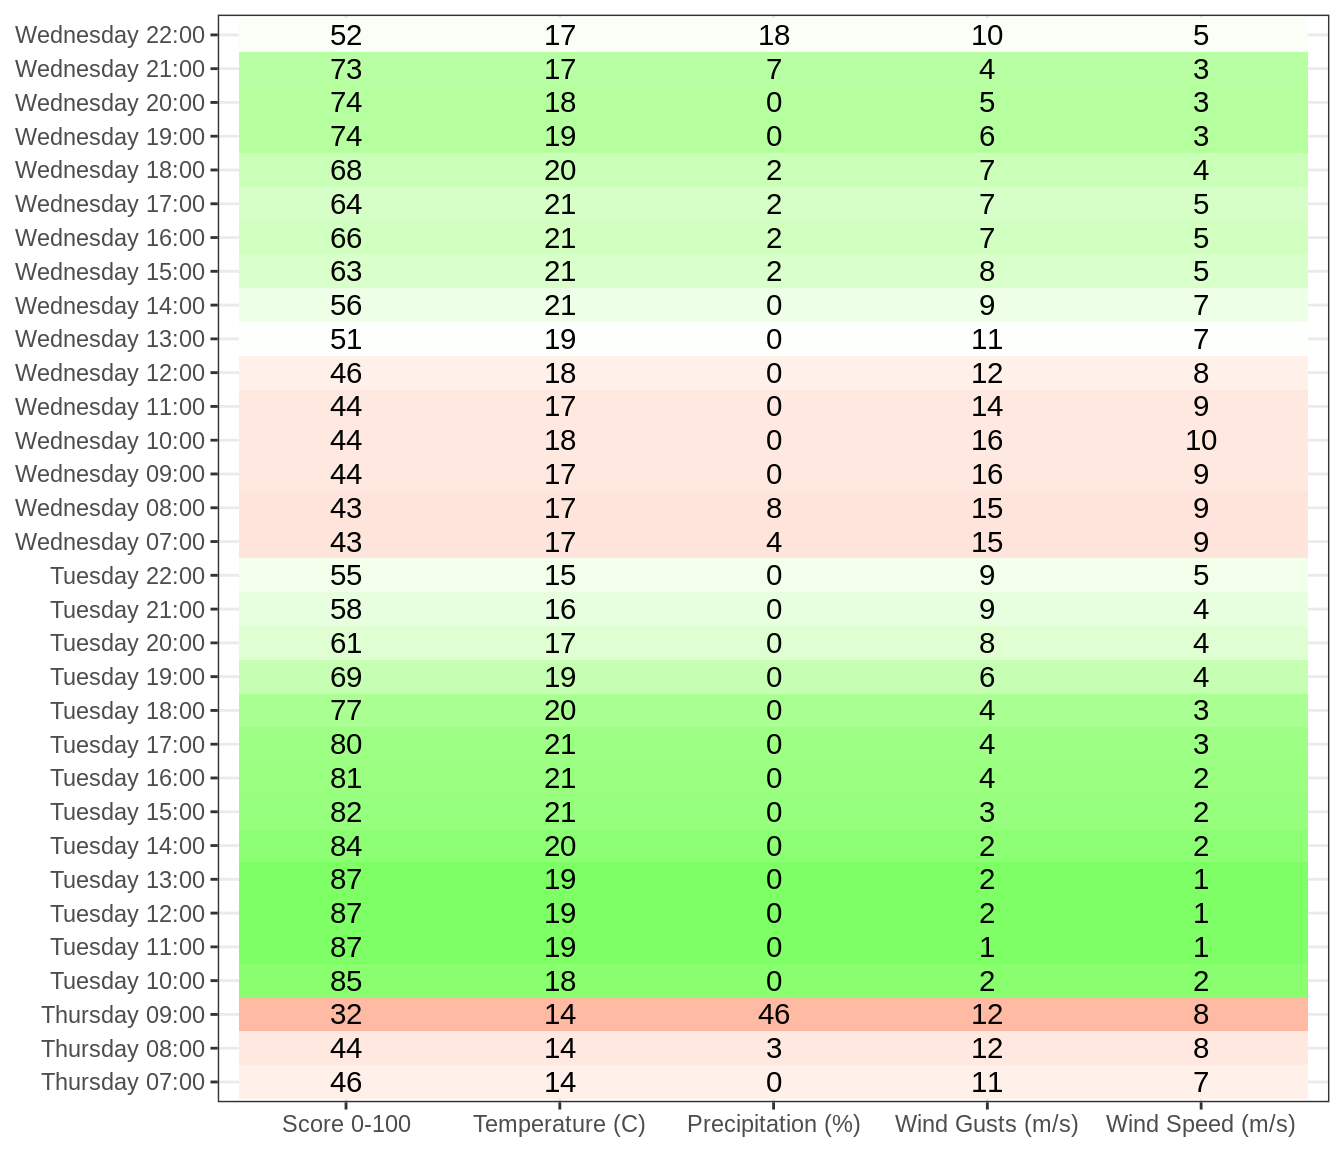 Wednesday 22:00 52 17 18 10 5
Wednesday 21:00 73 17 7 4 3
Wednesday 20:00 74 18 0 5 3
Wednesday 19:00 74 19 0 6 3
Wednesday 18:00 68 20 2 7 4
Wednesday 17:00 64 21 2 7 5
Wednesday 16:00 66 21 2 7 5
Wednesday 15:00 63 21 2 8 5
Wednesday 14:00 56 21 0 9 7
Wednesday 13:00 51 19 0 11 7
Wednesday 12:00 46 18 0 12 8
Wednesday 11:00 44 17 0 14 9
Wednesday 10:00 44 18 0 16 10
Wednesday 09:00 44 17 0 16 9
Wednesday 08:00 43 17 8 15 9
Wednesday 07:00 43 17 4 15 9
Tuesday 22:00 55 15 0 9 5
Tuesday 21:00 58 16 0 9 4
Tuesday 20:00 61 17 0 8 4
Tuesday 19:00 69 19 0 6 4
Tuesday 18:00 77 20 0 4 3
Tuesday 17:00 80 21 0 4 3
Tuesday 16:00 81 21 0 4 2
Tuesday 15:00 82 21 0 3 2
Tuesday 14:00 84 20 0 2 2
Tuesday 13:00 87 19 0 2 1
Tuesday 12:00 87 19 0 2 1
Tuesday 11:00 87 19 0 1 1
Tuesday 10:00 85 18 0 2 2
Thursday 09:00 32 14 46 12 8
Thursday 08:00 44 14 3 12 8
Thursday 07:00 46 14 0 11 7
Score 0-100 Temperature (C) Precipitation (%) Wind Gusts (m/s) Wind Speed (m/s)